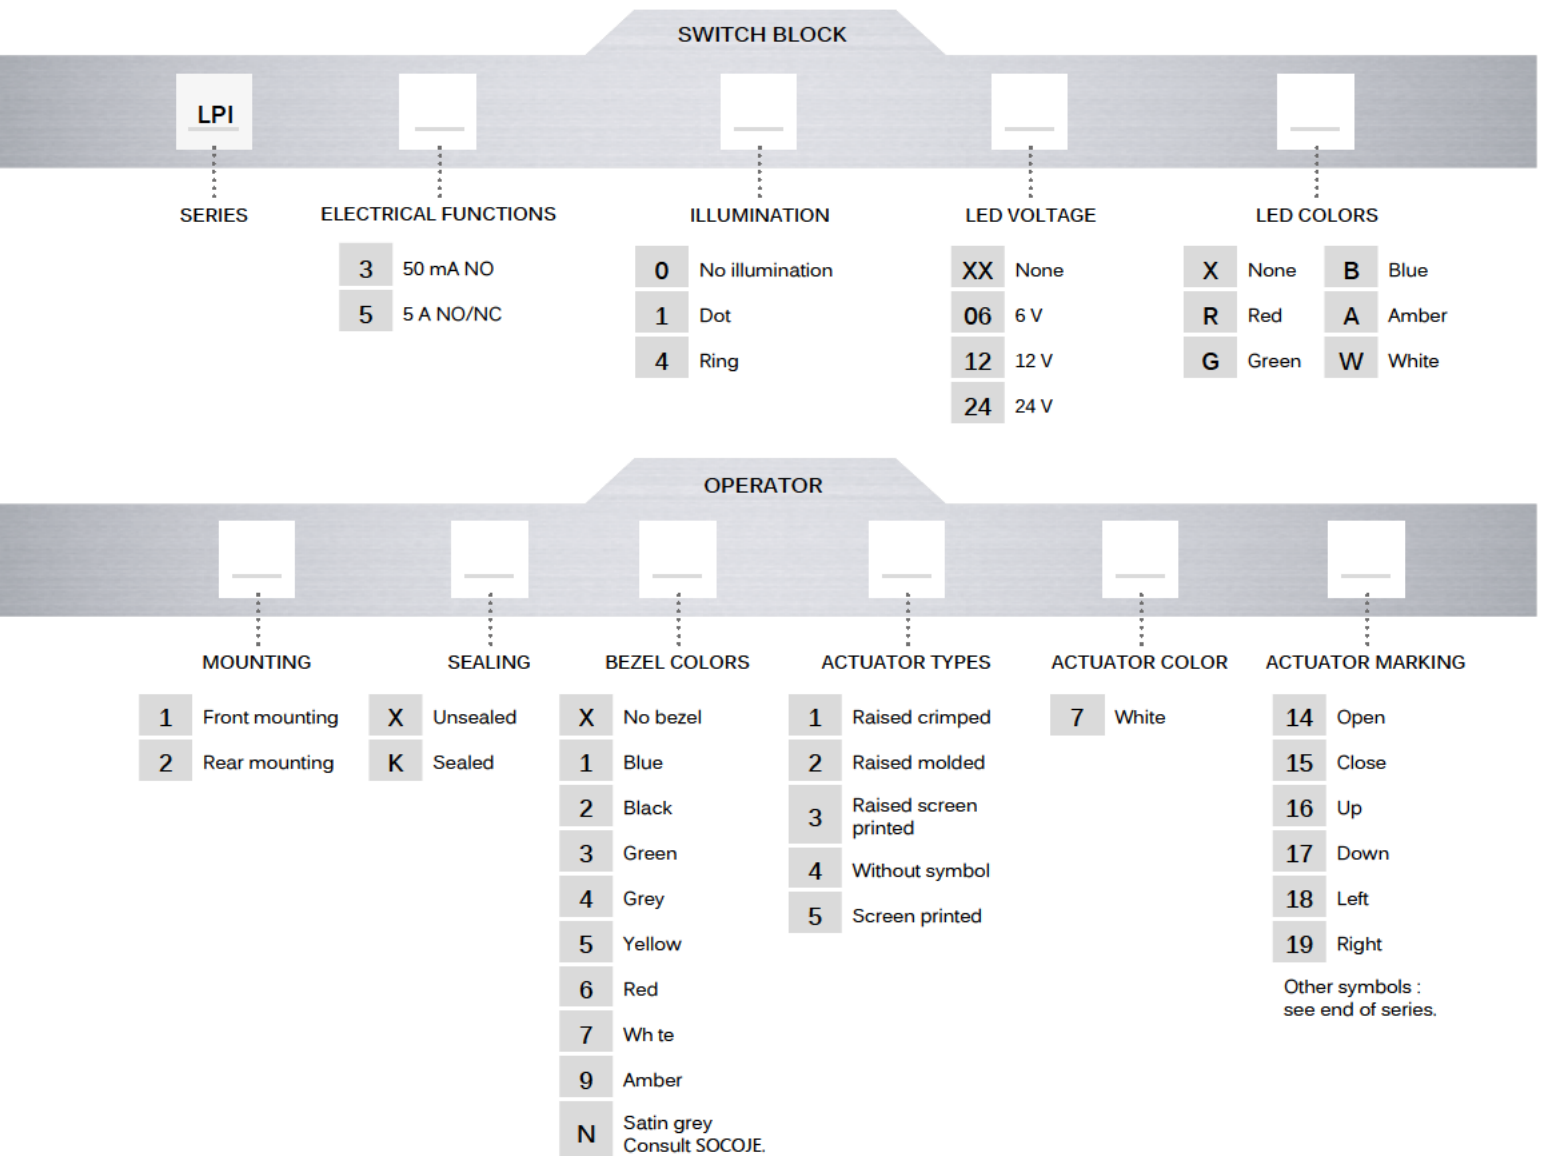 SWITCH BLOCK
LPI
SERIES
ELECTRICAL FUNCTIONS
3 50 mA NO
5 5 A NO/NC
ILLUMINATION
0 No illumination
1 Dot
4 Ring
LED VOLTAGE
XX None
06 6 V
12 12 V
24 24 V
LED COLORS
X None B Blue
R Red A Amber
G Green W White
OPERATOR
MOUNTING
1 Front mounting
2 Rear mounting
SEALING
X Unsealed
K Sealed
BEZEL COLORS
X No bezel
1 Blue
2 Black
3 Green
4 Grey
5 Yellow
6 Red
7 Wh te
9 Amber
N Satin grey
Consult SOCOJE.
ACTUATOR TYPES
1 Raised crimped
2 Raised molded
3 Raised screen
printed
4 Without symbol
5 Screen printed
ACTUATOR COLOR
7 White
ACTUATOR MARKING
14 Open
15 Close
16 Up
17 Down
18 Left
19 Right
Other symbols :
see end of series.